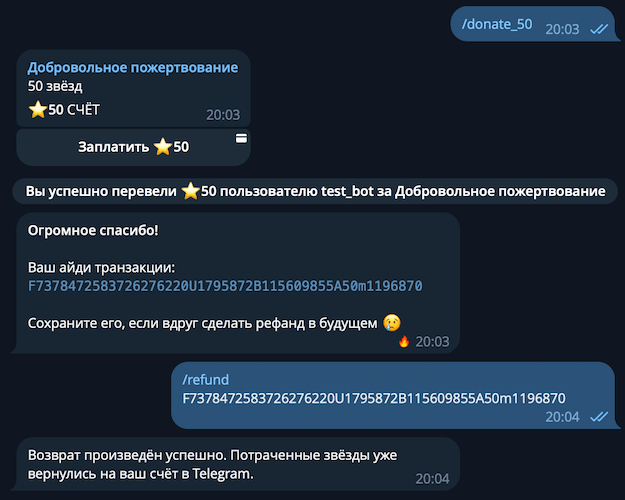 /donate_50 20:03
Добровольное пожертвование
50 звёзд
⭐50 СЧЁТ 20:03
Заплатить ⭐50
Вы успешно перевели ⭐50 пользователю test_bot за Добровольное пожертвование
Огромное спасибо!
Ваш айди транзакции:
F7378472583726276220U1795872B115609855A50m1196870
Сохраните его, если вдруг сделать рефанд в будущем 😢
🔥 20:03
/refund
F7378472583726276220U1795872B115609855A50m1196870
20:04
Возврат произведён успешно. Потраченные звёзды уже
вернулись на ваш счёт в Telegram. 20:04